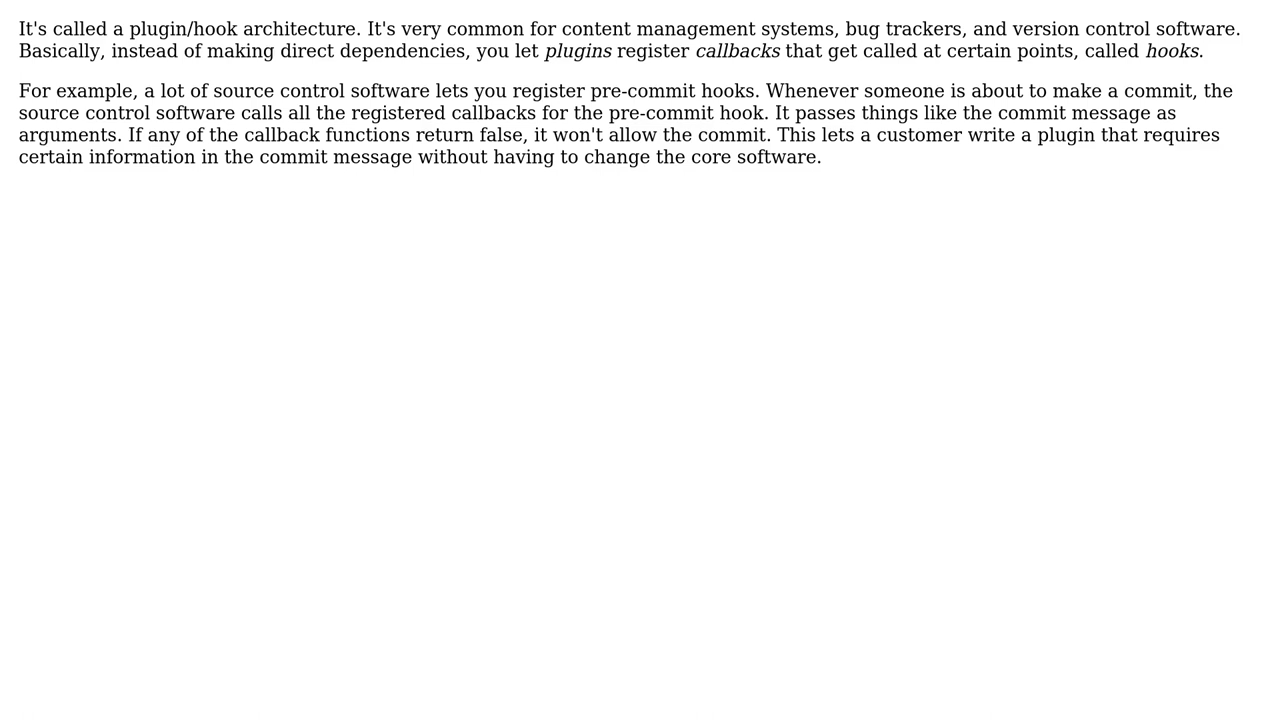 It's called a plugin/hook architecture. It's very common for content management systems, bug trackers, and version control software.
Basically, instead of making direct dependencies, you let plugins register callbacks that get called at certain points, called hooks.
For example, a lot of source control software lets you register pre-commit hooks. Whenever someone is about to make a commit, the
source control software calls all the registered callbacks for the pre-commit hook. It passes things like the commit message as
arguments. If any of the callback functions return false, it won't allow the commit. This lets a customer write a plugin that requires
certain information in the commit message without having to change the core software.